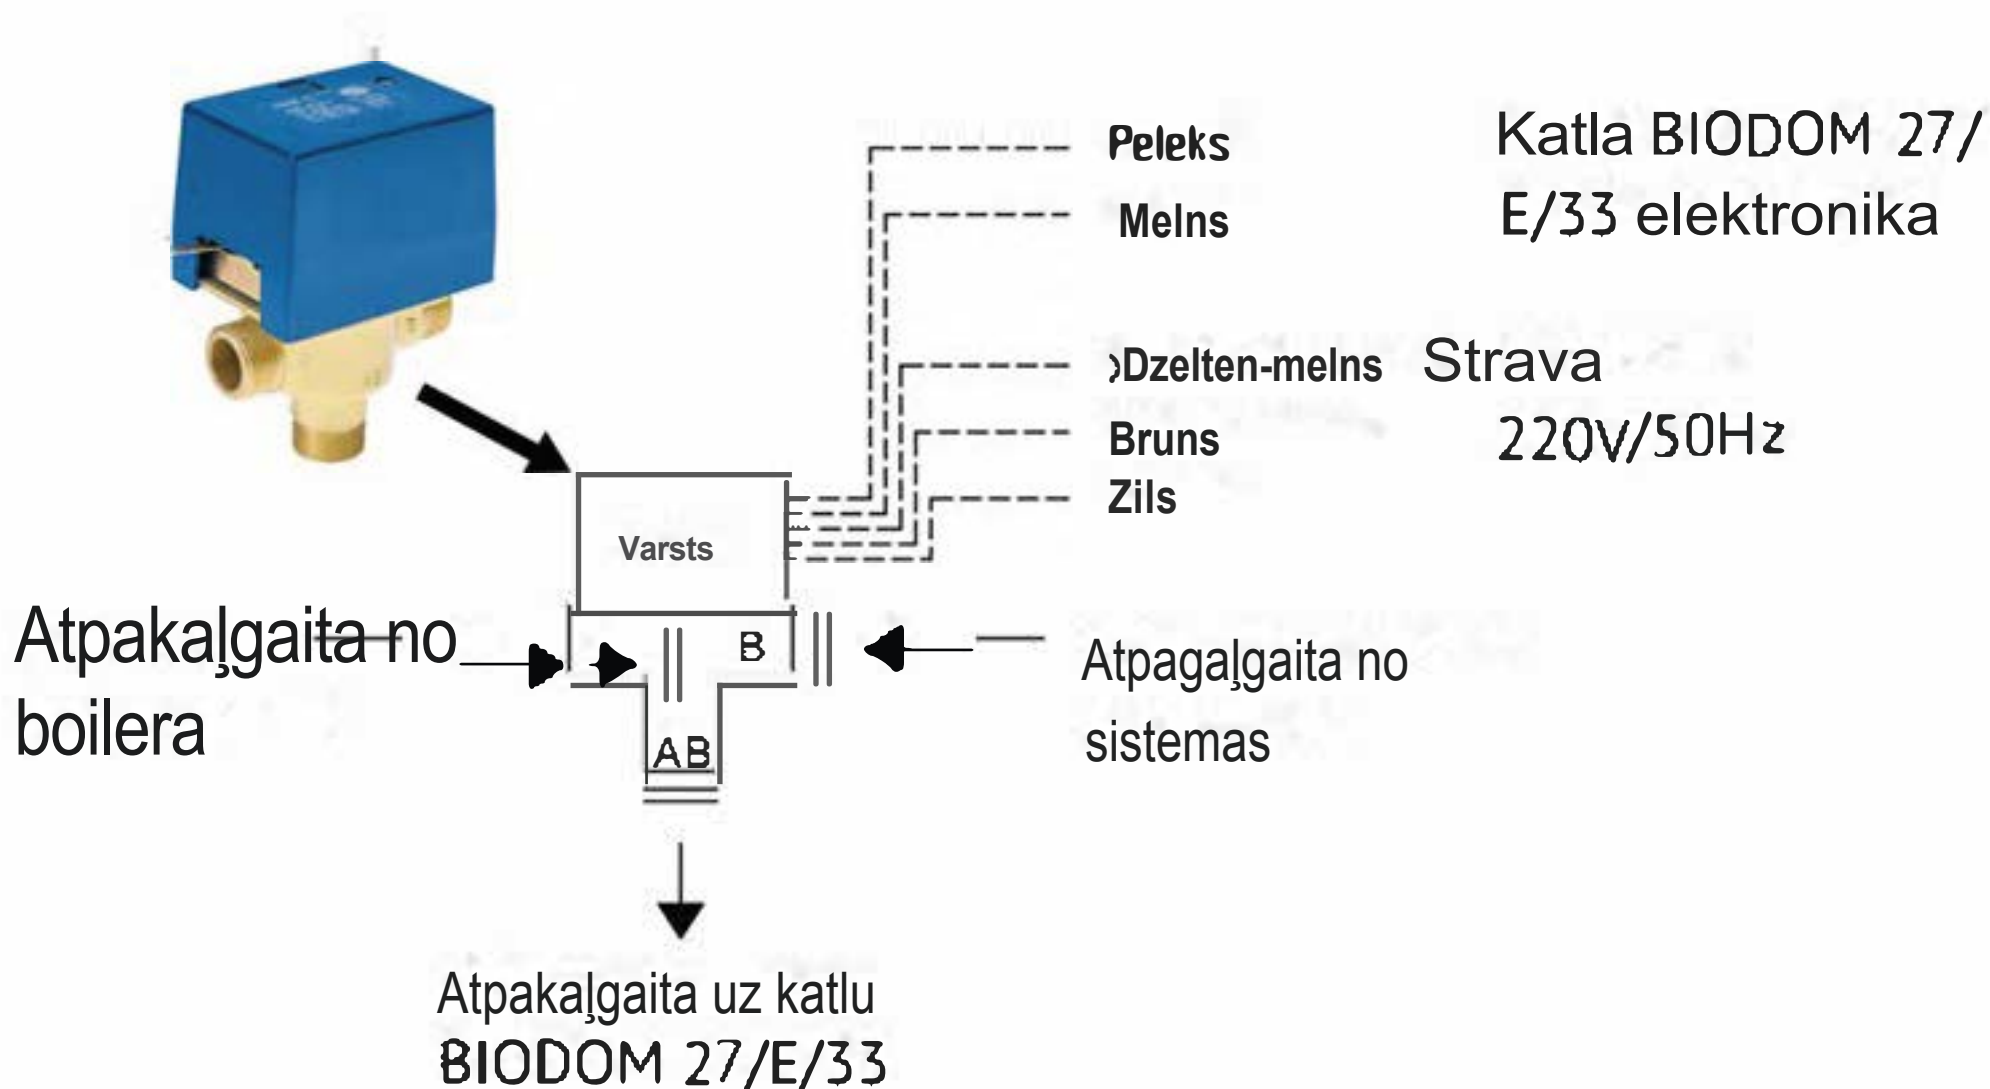 Peleks
Katla BIODOM 27/
Melns
E/33 elektronika
Dzelten-melns Strava
Bruns
220V/50Hz
Zils
Varsts
Atpakaļgaita no
boilera
B
Atpagaļgaita no
sistemas
AB
Atpakaļgaita uz katlu
BIODOM 27/E/33